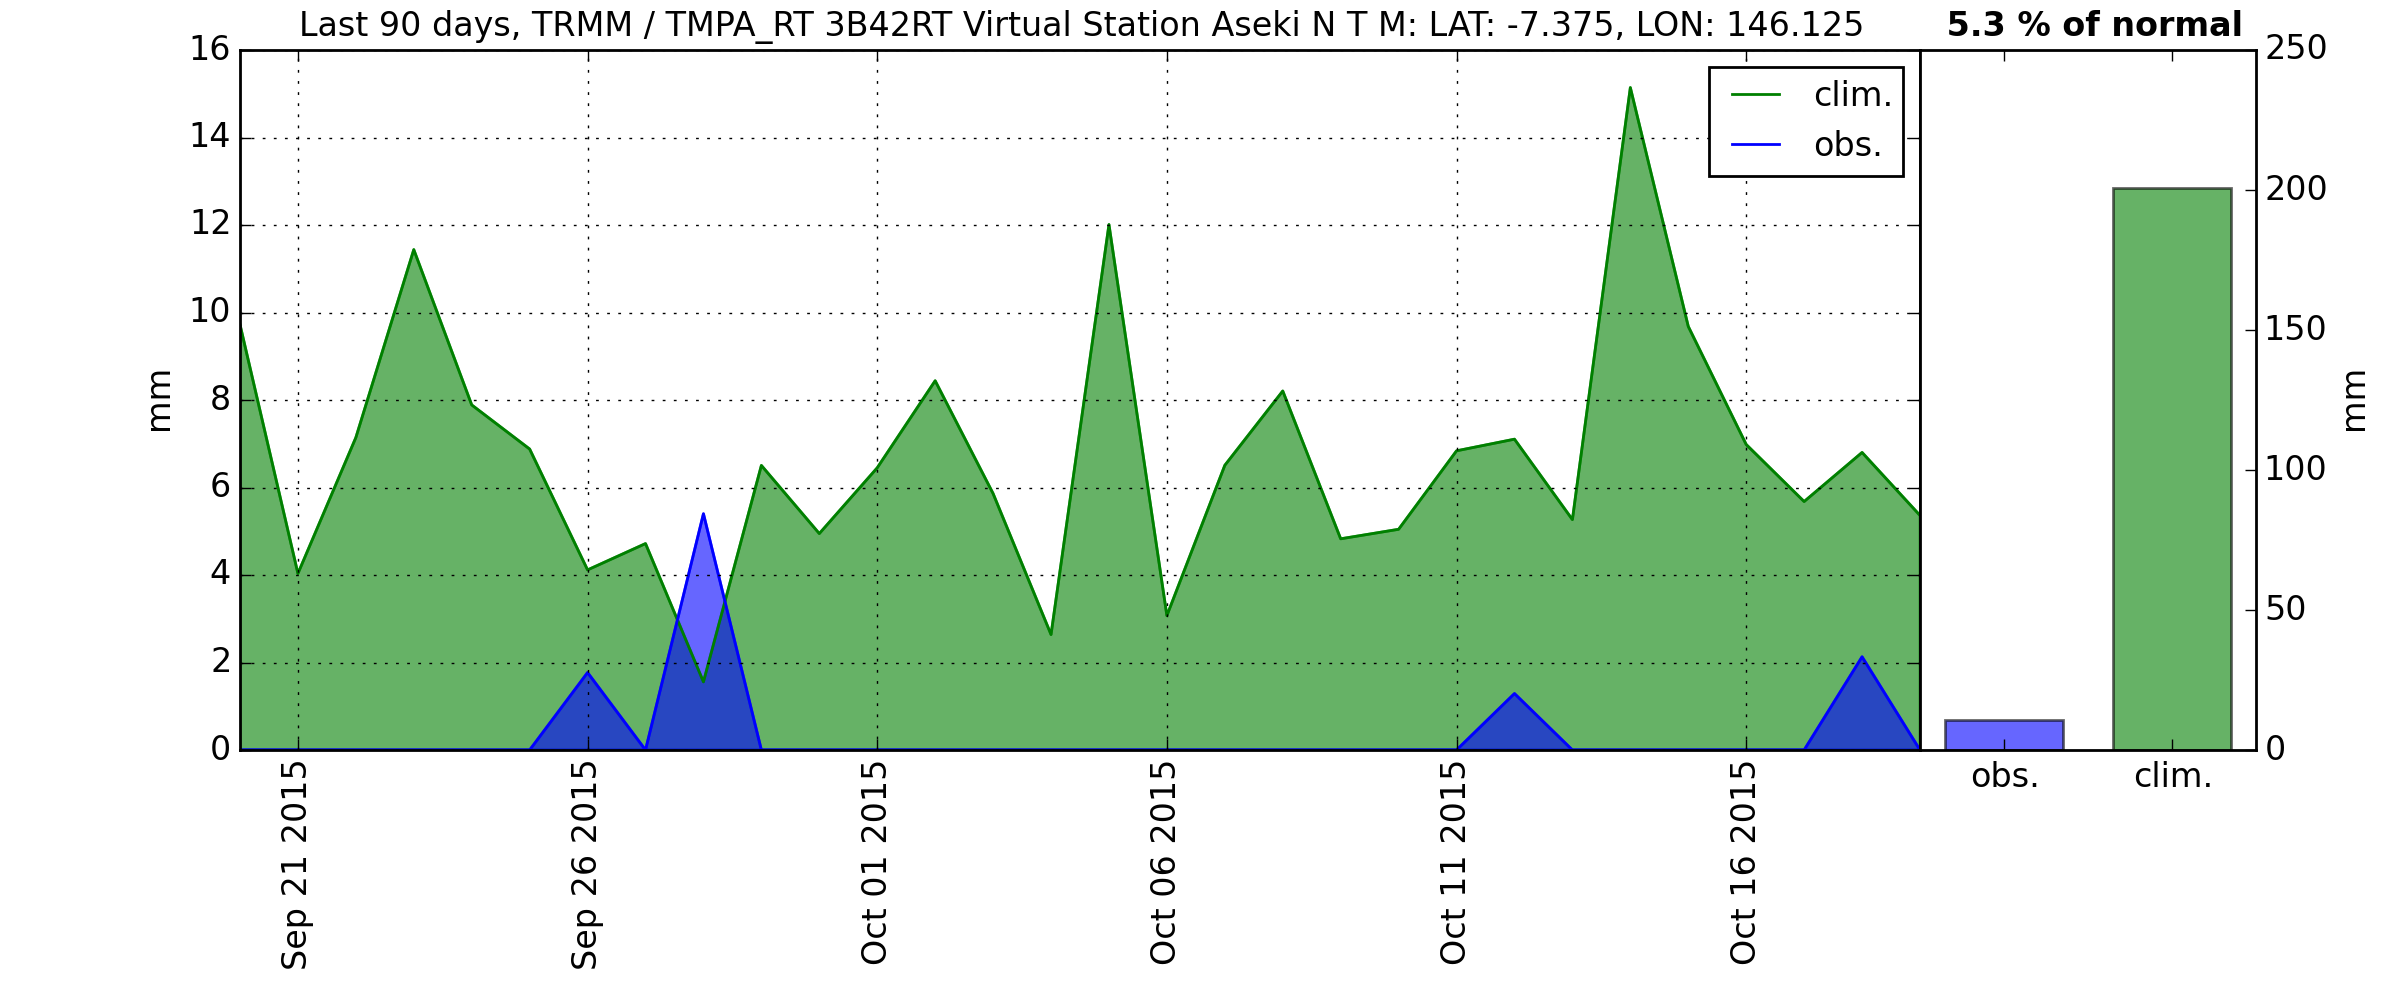 Last 90 days, TRMM / TMPA_RT 3B42RT Virtual Station Aseki N T M: LAT: -7.375, LON: 146.125
5.3 % of normal
16
14
12
10
8
6
4
2
0
mm
clim.
obs.
250
200
150
100
50
0
mm
Sep 21 2015
Sep 26 2015
Oct 01 2015
Oct 06 2015
Oct 11 2015
Oct 16 2015
obs.
clim.